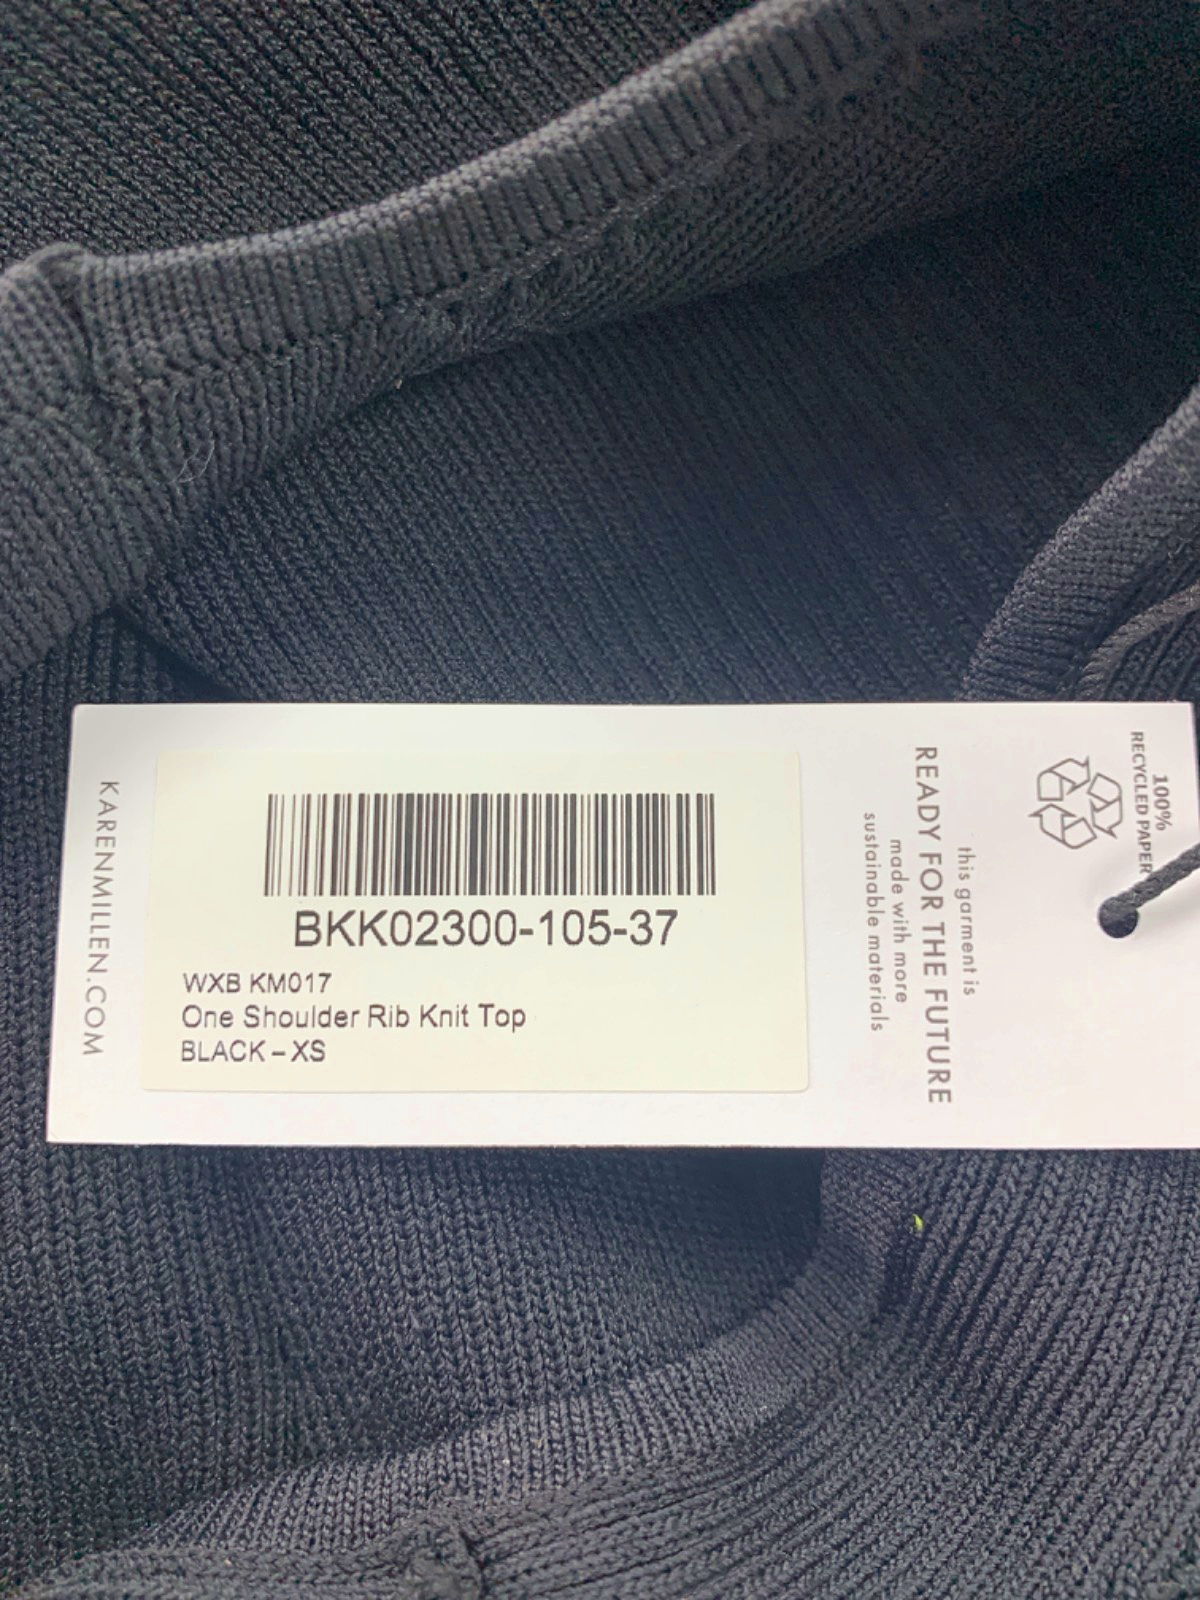 KARENMILLEN.COM
BKK02300-105-37
WXB KM017
One Shoulder Rib Knit Top
BLACK – XS
this garment is
READY FOR THE FUTURE
made with more
sustainable materials
100%
RECYCLED PAPER